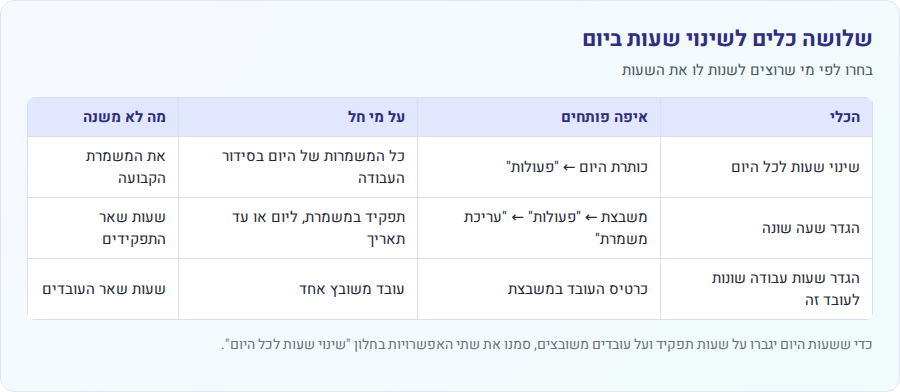 שלושה כלים לשינוי שעות ביום
בחרו לפי מי שרוצים לשנות לו את השעות
הכלי	איפה פותחים	על מי חל	מה לא משנה
שינוי שעות לכל היום	כותרת היום ← "פעולות"	כל המשמרות של היום בסידור העבודה	את המשמרת הקבועה
הגדר שעה שונה	משבצת ← "פעולות" ← "עריכת משמרת"	תפקיד במשמרת, ליום או עד תאריך	שעות שאר התפקידים
הגדר שעות עבודה שונות לעובד זה	כרטיס העובד במשבצת	עובד משובץ אחד	שעות שאר העובדים
כדי ששעות היום יגברו על שעות תפקיד ועל עובדים משובצים, סמנו את שתי האפשרויות בחלון "שינוי שעות לכל היום".